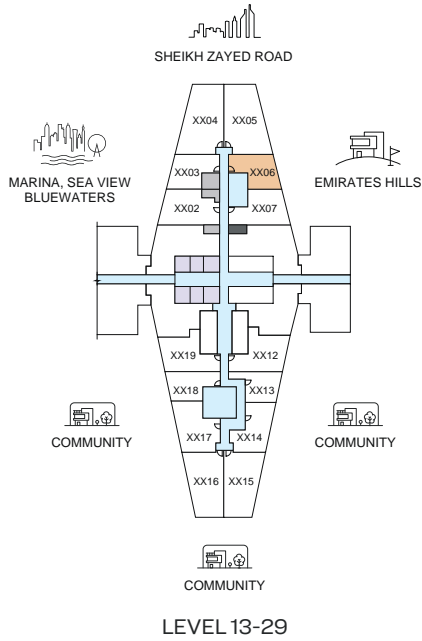 SHEIKH ZAYED ROAD
XX04 XX05
MARINA, SEA VIEW
BLUEWATERS
XX03 XX06
EMIRATES HILLS
XX02 XX07
XX19 XX12
XX18 XX13
COMMUNITY
COMMUNITY
XX17 XX14
XX16 XX15
COMMUNITY
LEVEL 13-29